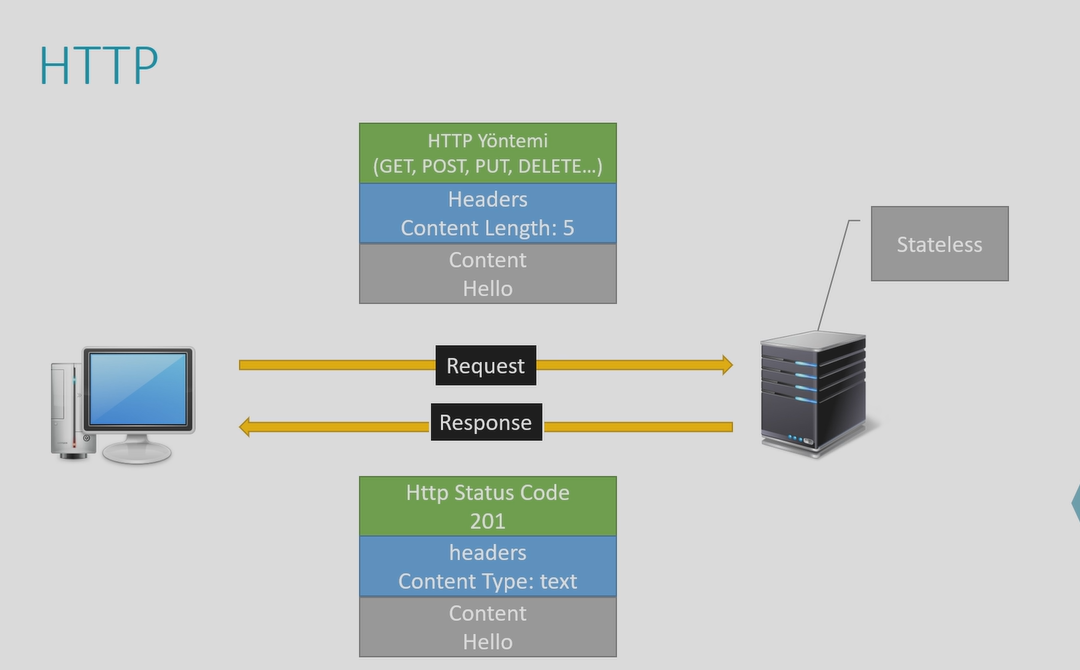 HTTP
HTTP Yöntemi
(GET, POST, PUT, DELETE...)
Headers
Content Length: 5
Content
Hello
Stateless
Request
Response
Http Status Code
201
headers
Content Type: text
Content
Hello